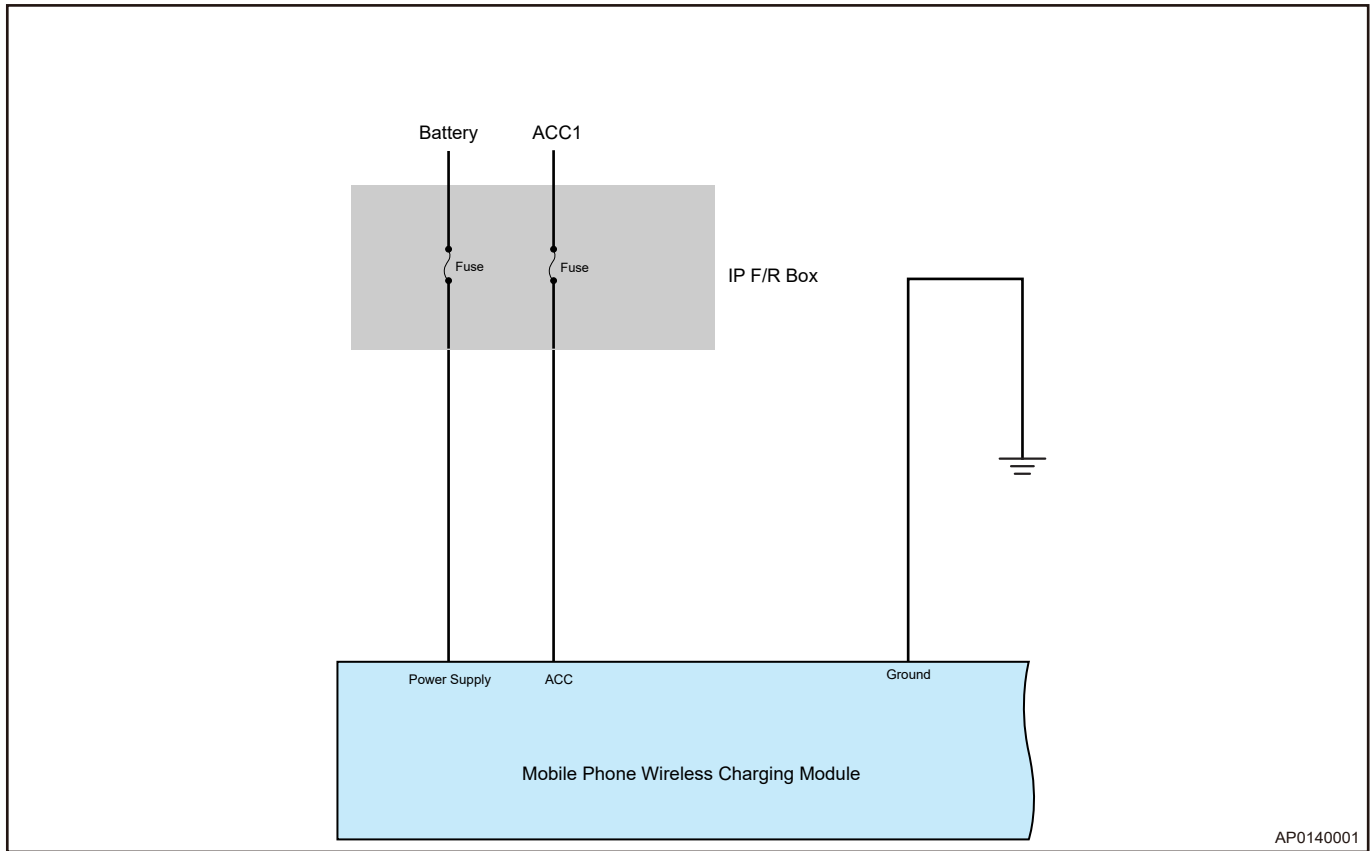 Battery
ACC1
Fuse
Fuse
IP F/R Box
Power Supply
ACC
Ground
Mobile Phone Wireless Charging Module
AP0140001